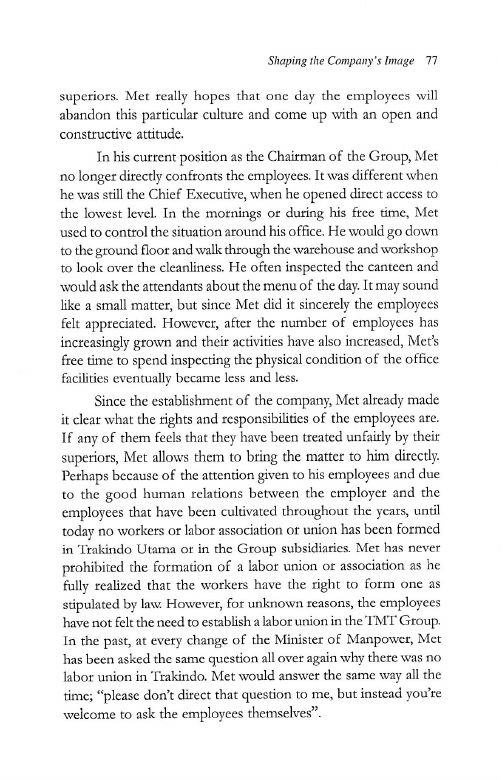 Shaping the Company's Image 77
superiors. Met really hopes that one day the employees will
abandon this particular culture and come up with an open and
constructive attitude.
In his current position as the Chairman of the Group, Met
no longer directly confronts the employees. It was different when
he was still the Chief Executive, when he opened direct access to
the lowest level. In the mornings or during his free time, Met
used to control the situation around his office. He would go down
to the ground floor and walk through the warehouse and workshop
to look over the cleanliness. He often inspected the canteen and
would ask the attendants about the menu of the day. It may sound
like a small matter, but since Met did it sincerely the employees
felt appreciated. However, after the number of employees has
increasingly grown and their activities have also increased, Met's
free time to spend inspecting the physical condition of the office
facilities eventually became less and less.
Since the establishment of the company, Met already made
it clear what the rights and responsibilities of the employees are.
If any of them feels that they have been treated unfairly by their
superiors, Met allows them to bring the matter to him directly.
Perhaps because of the attention given to his employees and due
to the good human relations between the employer and the
employees that have been cultivated throughout the years, until
today no workers or labor association or union has been formed
in Trakindo Utama or in the Group subsidiaries. Met has never
prohibited the formation of a labor union or association as he
fully realized that the workers have the right to form one as
stipulated by law. However, for unknown reasons, the employees
have not felt the need to establish a labor union in the TMT Group.
In the past, at every change of the Minister of Manpower, Met
has been asked the same question all over again why there was no
labor union in Trakindo. Met would answer the same way all the
time; “please don't direct that question to me, but instead you're
welcome to ask the employees themselves”.